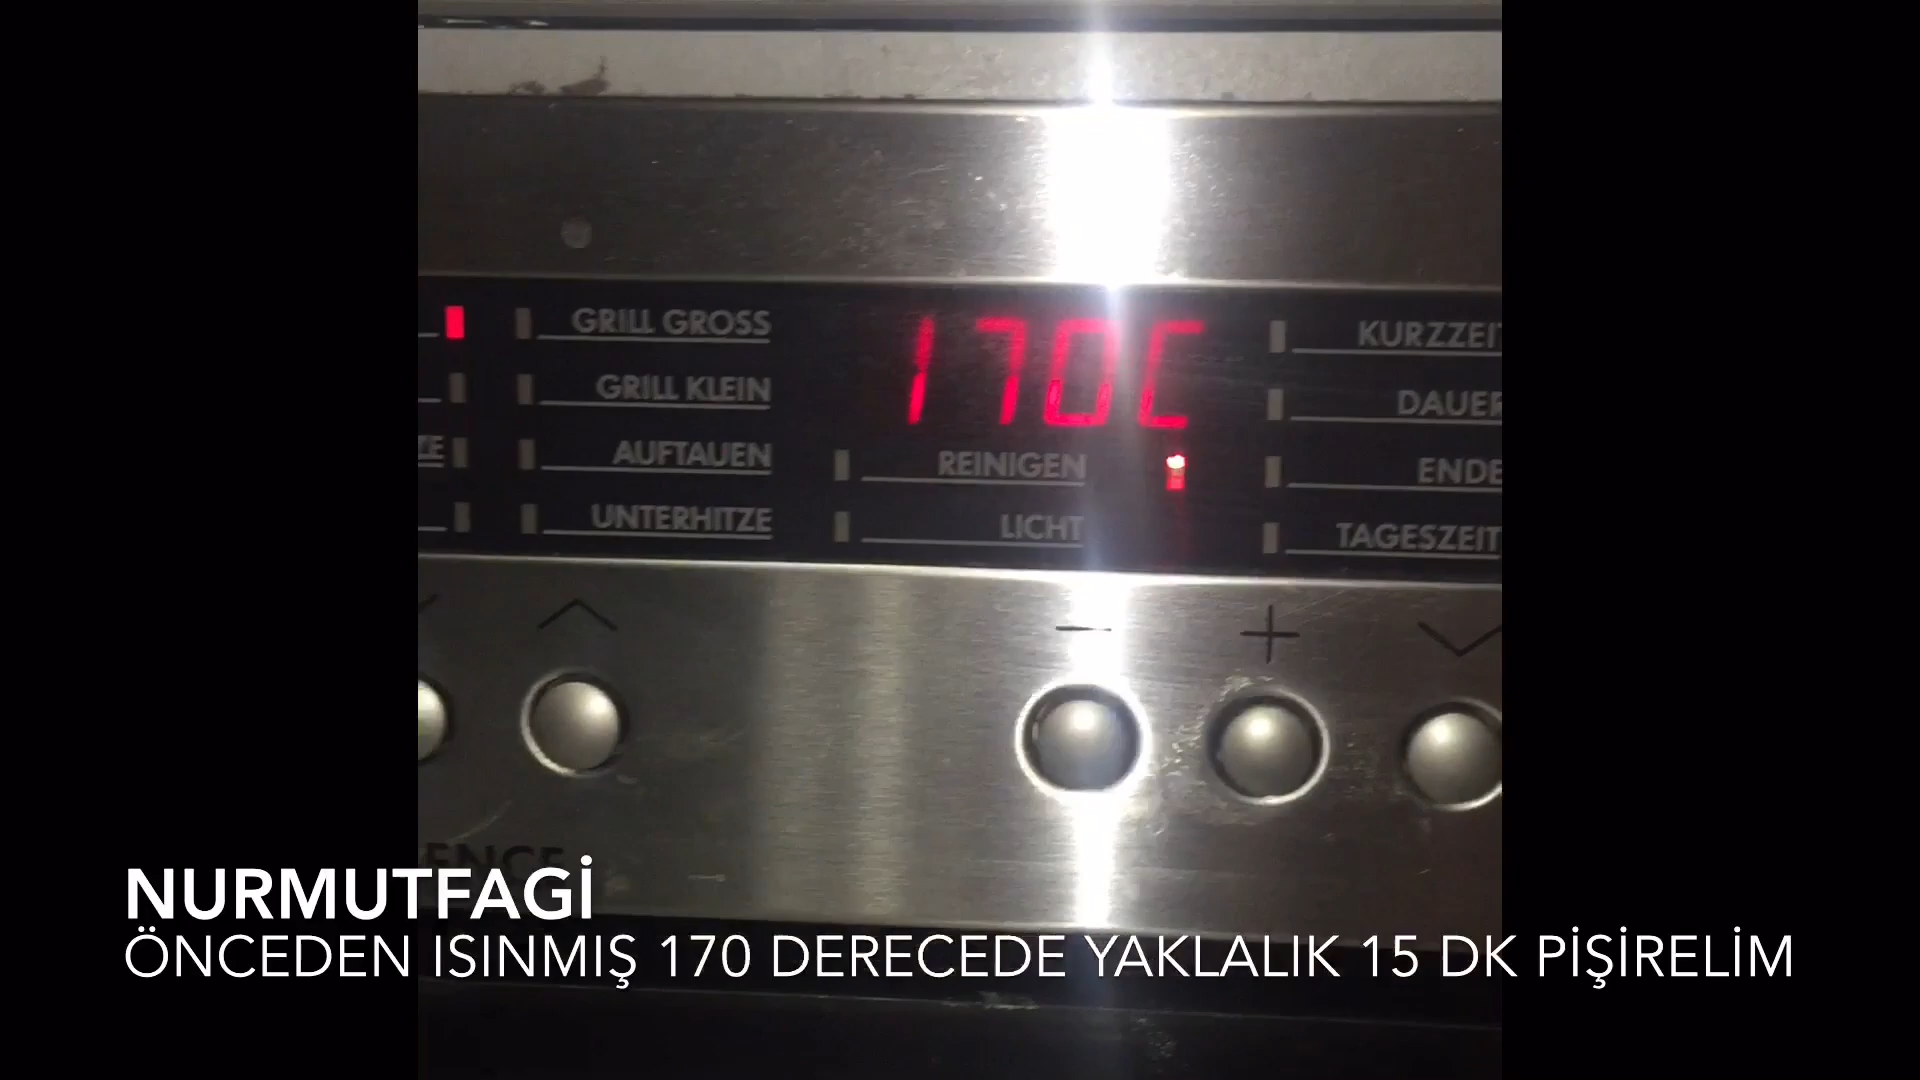 GRILL GROSS
GRILL KLEIN
AUFTAUEN
UNTERHITZE
170C
REINIGEN
LICHT
KURZZEIT
DAUER
ENDE
TAGESZEIT
NURMUTFAGİ
ÖNCEDEN ISINMIŞ 170 DERECEDE YAKLALIK 15 DK PİŞİRELİM